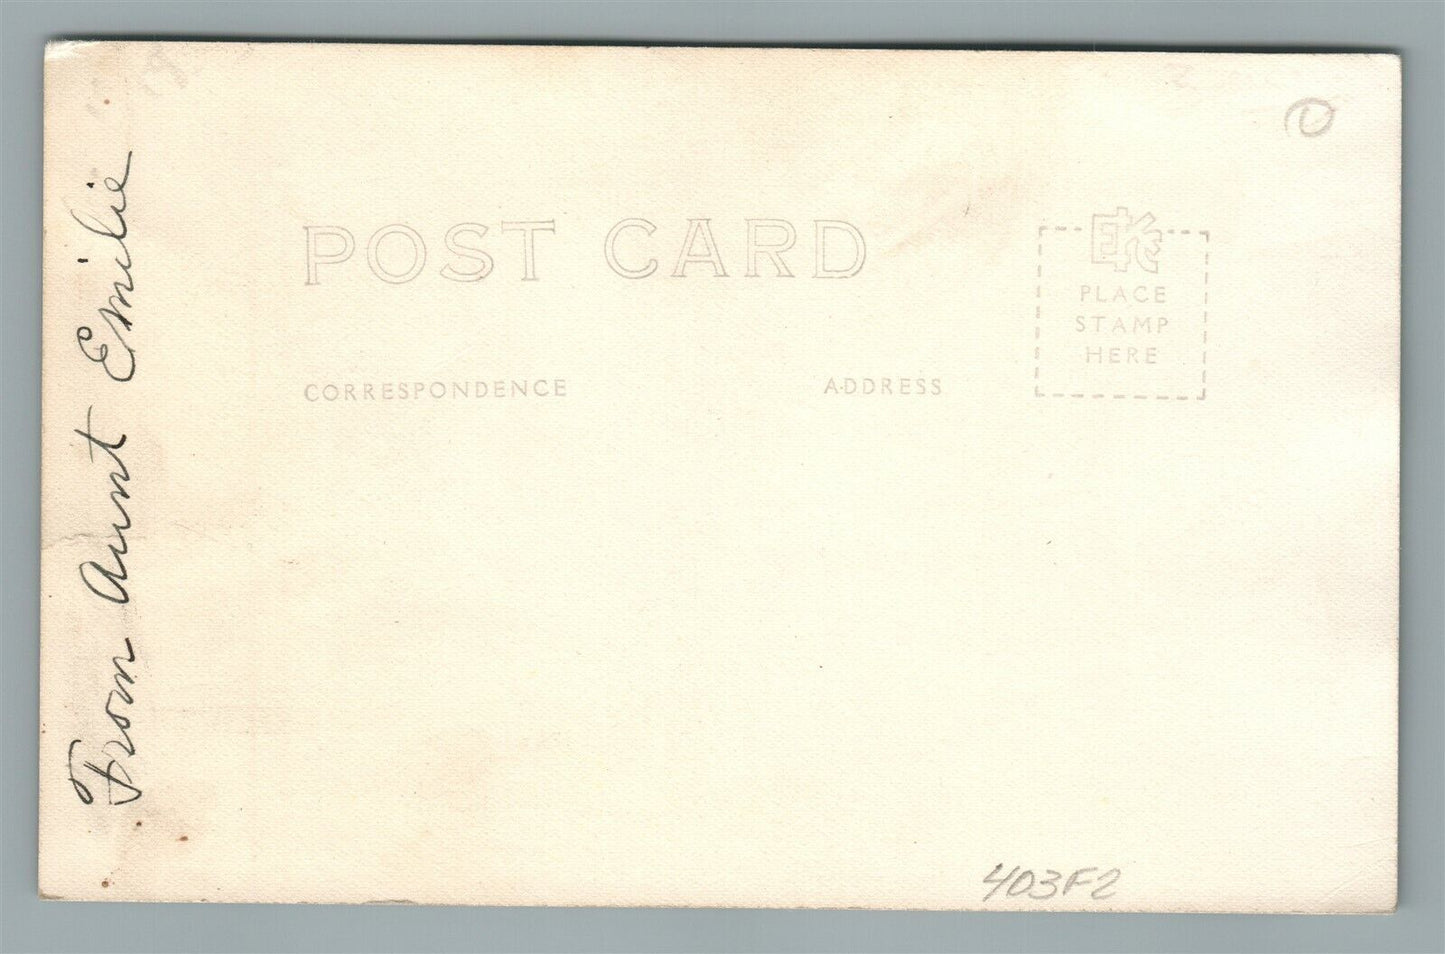 From Aunt Emilie
POST CARD
EKC
PLACE
STAMP
HERE
CORRESPONDENCE
ADDRESS
403F2